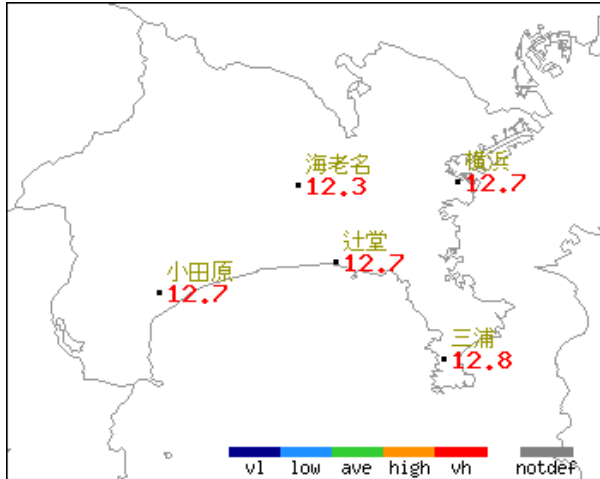 海老名
12.3
横浜
12.7
辻堂
12.7
小田原
12.7
三浦
12.8
vl low ave high vh notdef